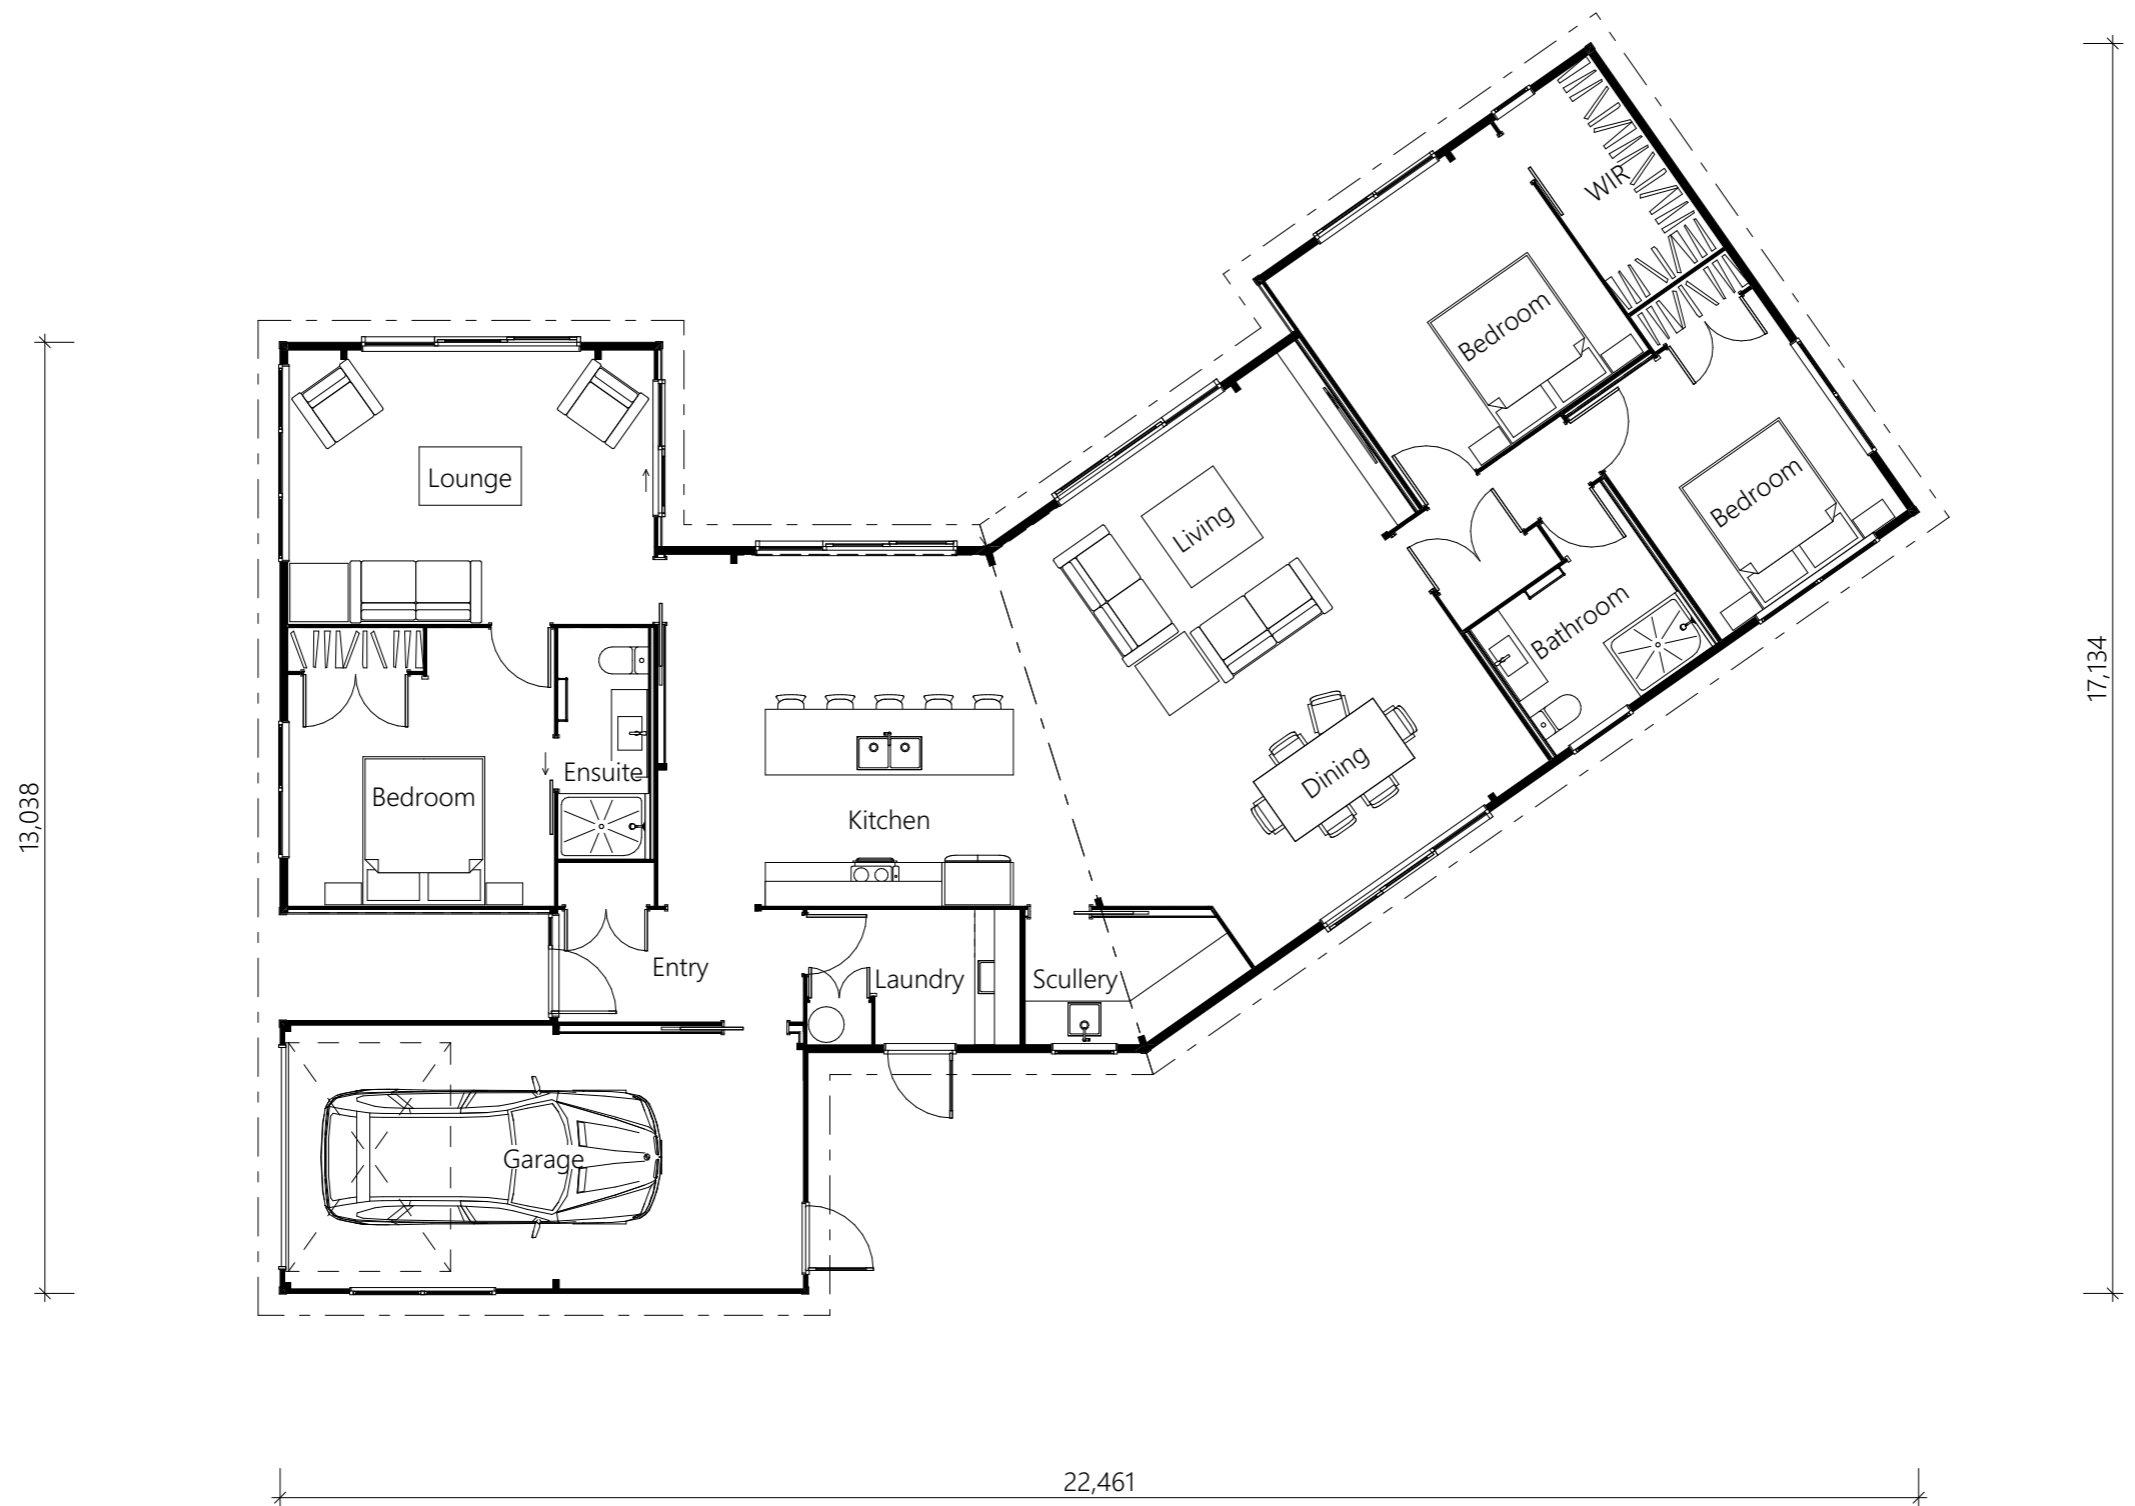 WIR
Bedroom
Lounge
Bedroom
Living
Bathroom
17,134
Ensuite
Bedroom
Dining
Kitchen
13,038
Entry
Laundry
Scullery
Garage
22,461